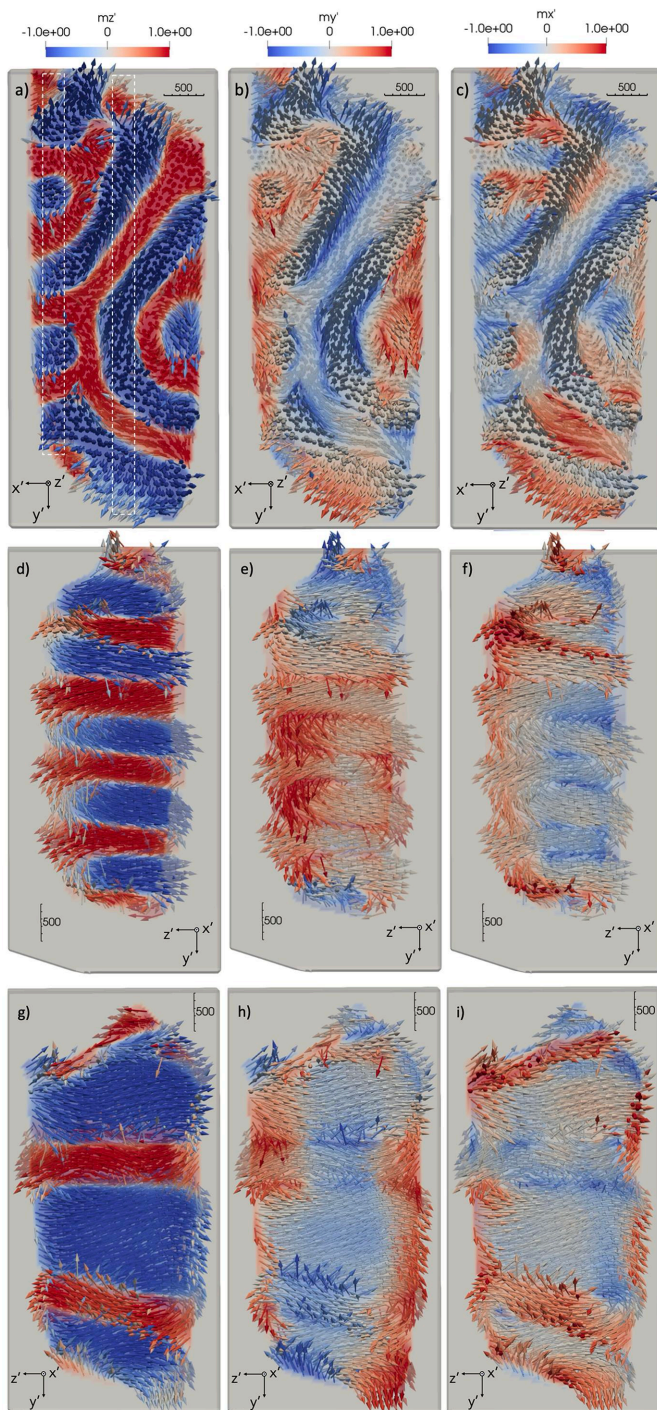 mz'
my'
mx'
-1.0e+00 0 1.0e+00
-1.0e+00 0 1.0e+00
-1.0e+00 0 1.0e+00
a) 500
b) 500
c) 500
x' z'
y'
x' z'
y'
x' z'
y'
d)
e)
f)
500
z' x'
y'
500
z' x'
y'
500
z' x'
y'
g) 500
h) 500
i) 500
z' x'
y'
z' x'
y'
z' x'
y'